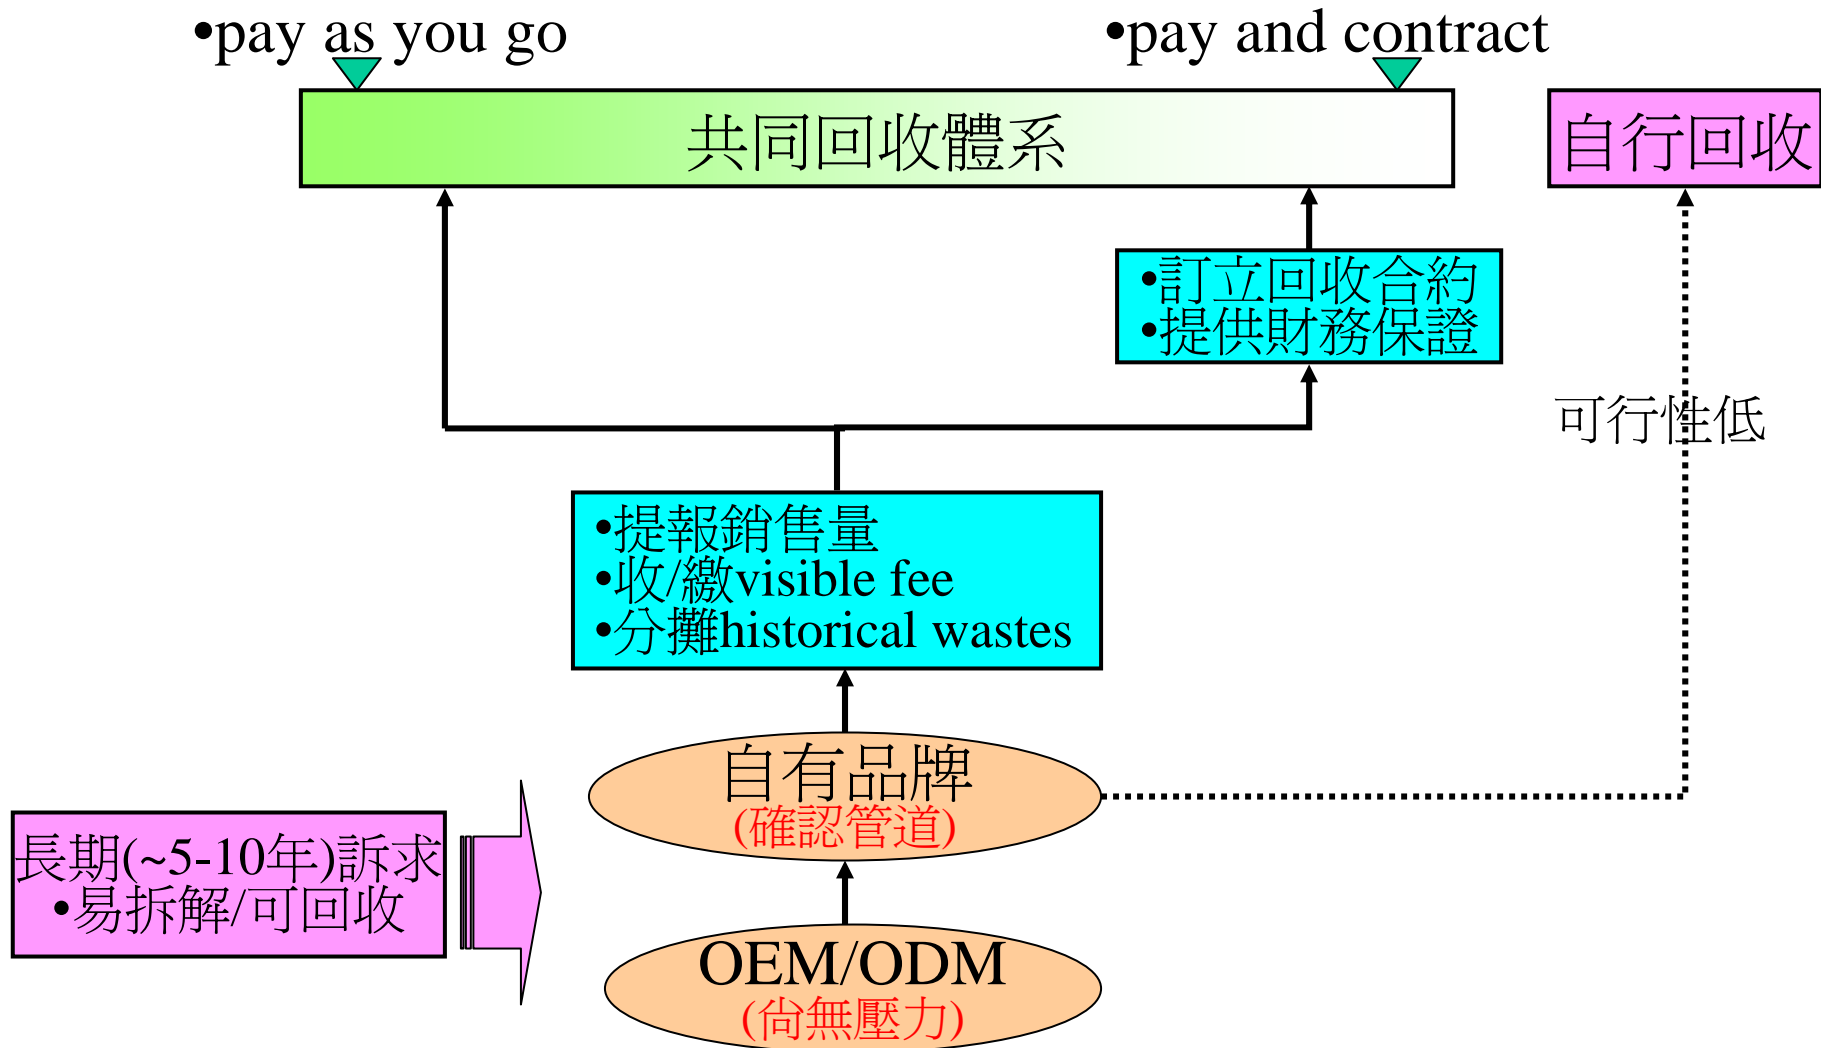 •pay as you go
•pay and contract
共同回收體系
自行回收
•訂立回收合約
•提供財務保證
可行性低
•提報銷售量
•收/繳visible fee
•分攤historical wastes
自有品牌
(確認管道)
長期(~5-10年)訴求
•易拆解/可回收
OEM/ODM
(尚無壓力)